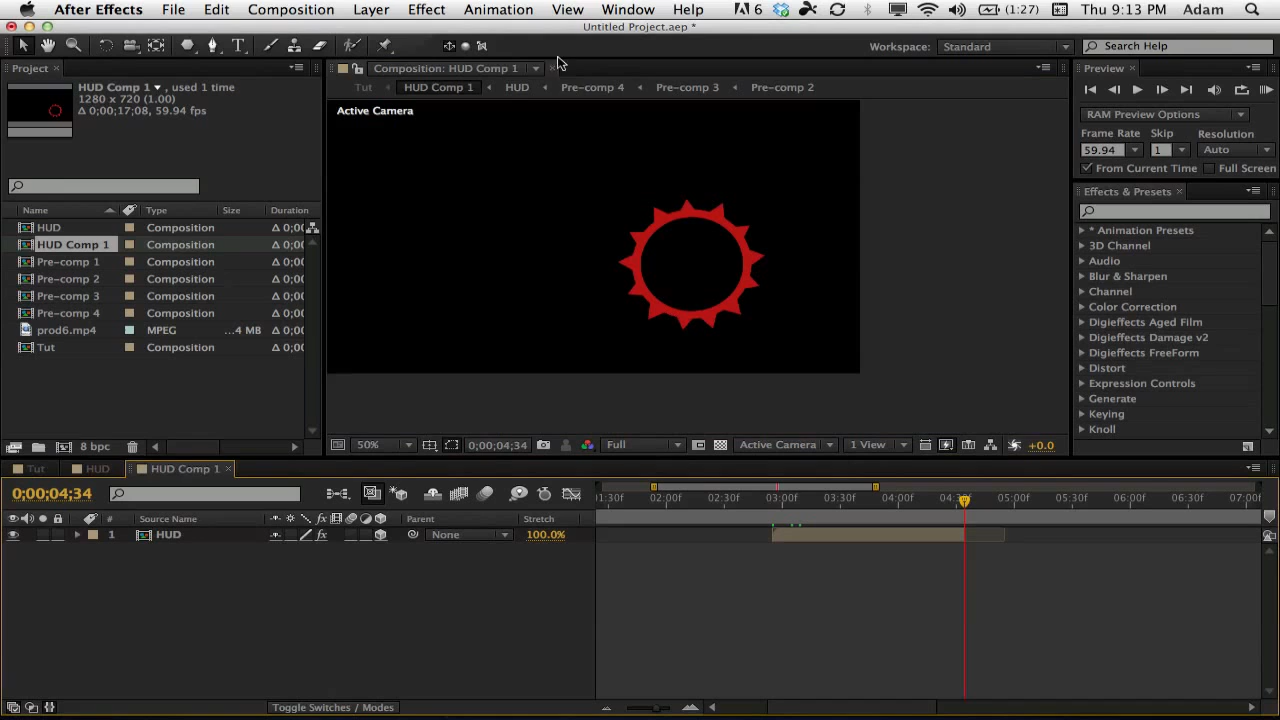 After Effects File Edit Composition Layer Effect Animation View Window Help 6 (1:27) Thu 9:13 PM Adam
Untitled Project.aep *
Workspace: Standard Search Help
Project
HUD Comp 1 , used 1 time
1280 x 720 (1.00)
Δ 0;00;17;08, 59.94 fps
Name Type Size Duration
HUD Composition Δ 0;00
HUD Comp 1 Composition Δ 0;00
Pre-comp 1 Composition Δ 0;00
Pre-comp 2 Composition Δ 0;00
Pre-comp 3 Composition Δ 0;00
Pre-comp 4 Composition Δ 0;00
prod6.mp4 MPEG ...4 MB Δ 0;00
Tut Composition Δ 0;00
8 bpc
Composition: HUD Comp 1
Tut HUD Comp 1 HUD Pre-comp 4 Pre-comp 3 Pre-comp 2
Active Camera
50% 0;00;04;34 Full Active Camera 1 View +0.0
Preview
RAM Preview Options
Frame Rate Skip Resolution
59.94 1 Auto
From Current Time Full Screen
Effects & Presets
* Animation Presets
3D Channel
Audio
Blur & Sharpen
Channel
Color Correction
Digieffects Aged Film
Digieffects Damage v2
Digieffects FreeForm
Distort
Expression Controls
Generate
Keying
Knoll
Tut HUD HUD Comp 1
0;00;04;34
1:30f 02:00f 02:30f 03:00f 03:30f 04:00f 05:00f 05:30f 06:00f 06:30f 07:00f
# Source Name Parent Stretch
1 HUD None 100.0%
Toggle Switches / Modes